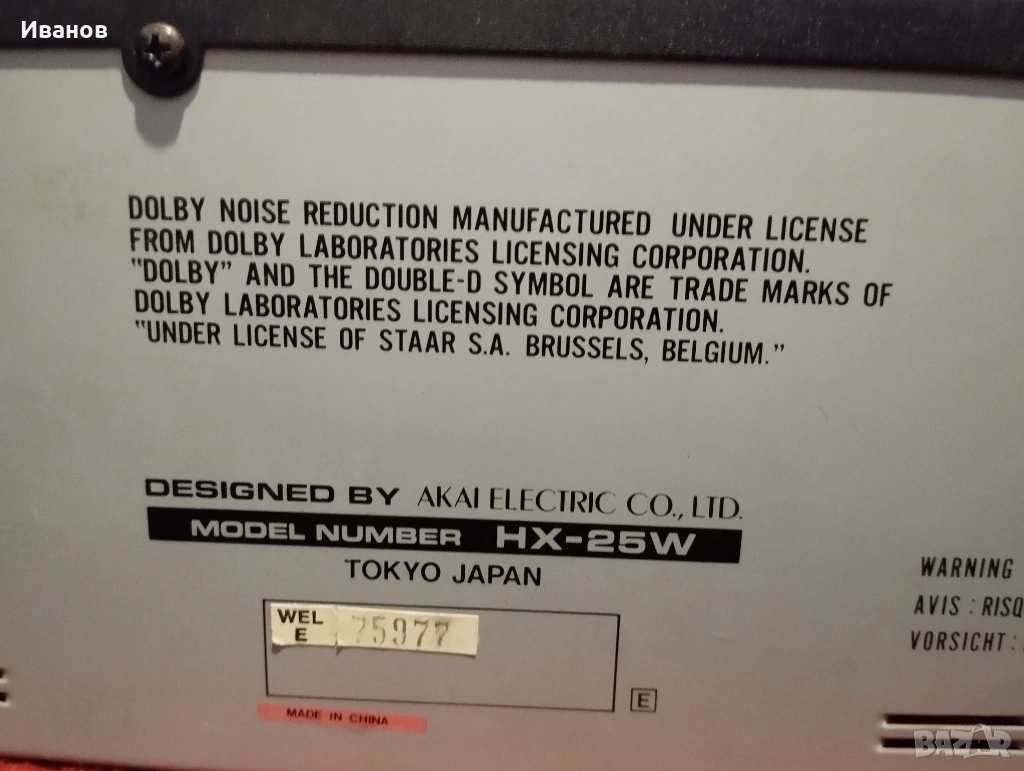 Иванов
DOLBY NOISE REDUCTION MANUFACTURED UNDER LICENSE
FROM DOLBY LABORATORIES LICENSING CORPORATION.
"DOLBY" AND THE DOUBLE-D SYMBOL ARE TRADE MARKS OF
DOLBY LABORATORIES LICENSING CORPORATION.
"UNDER LICENSE OF STAAR S.A. BRUSSELS, BELGIUM."
DESIGNED BY AKAI ELECTRIC CO., LTD.
MODEL NUMBER HX-25W
TOKYO JAPAN
WARNING
AVIS : RISQ
VORSICHT :
WEL
E 75977
E
MADE IN CHINA
BAZAR